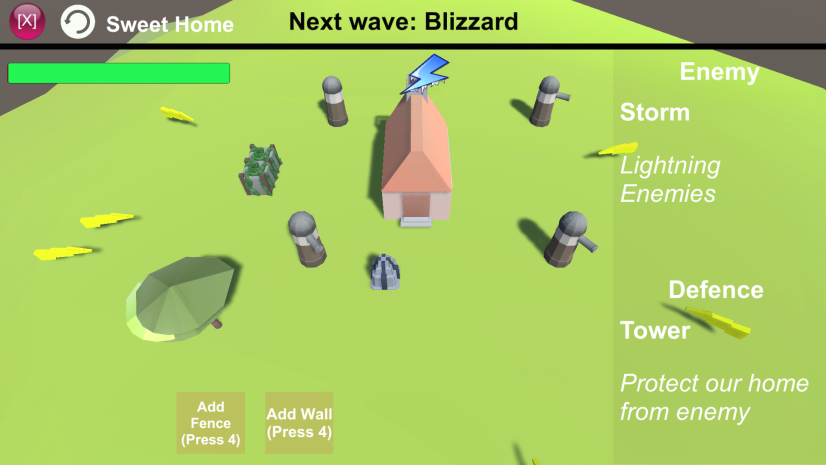 [X]
Sweet Home
Next wave: Blizzard
Enemy
Storm
Lightning
Enemies
Defence
Tower
Protect our home
from enemy
Add
Fence
(Press 4)
Add Wall
(Press 4)